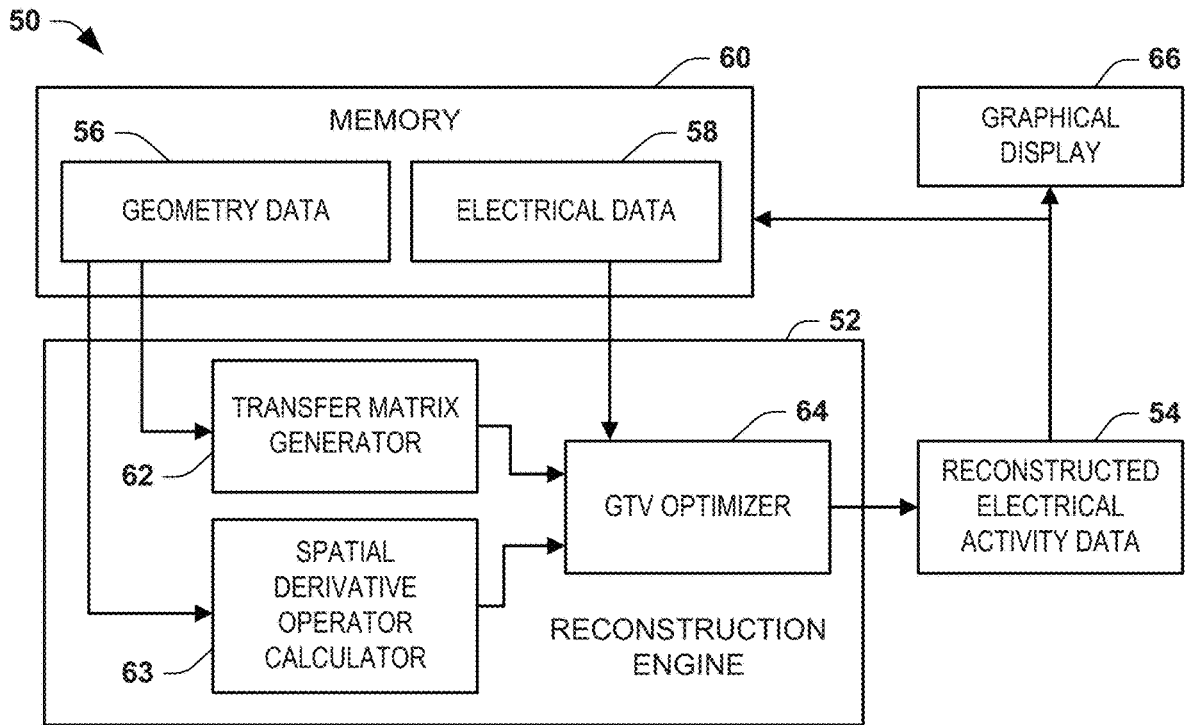 50
60
66
MEMORY
56
58
GRAPHICAL
DISPLAY
GEOMETRY DATA
ELECTRICAL DATA
52
TRANSFER MATRIX
GENERATOR
62
64
54
GTV OPTIMIZER
RECONSTRUCTED
ELECTRICAL
ACTIVITY DATA
SPATIAL
DERIVATIVE
OPERATOR
CALCULATOR
63
RECONSTRUCTION
ENGINE